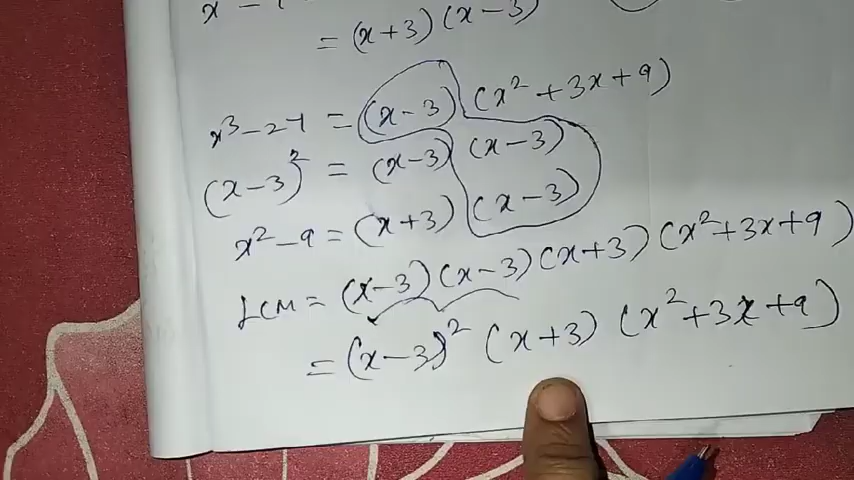 x -
= (x+3) (x-3)
x³-27 = (x-3) (x²+3x+9)
(x-3)² = (x-3) (x-3)
x²-9 = (x+3) (x-3)
LCM = (x-3) (x-3) (x+3) (x²+3x+9)
= (x-3)² (x+3) (x²+3x+9)